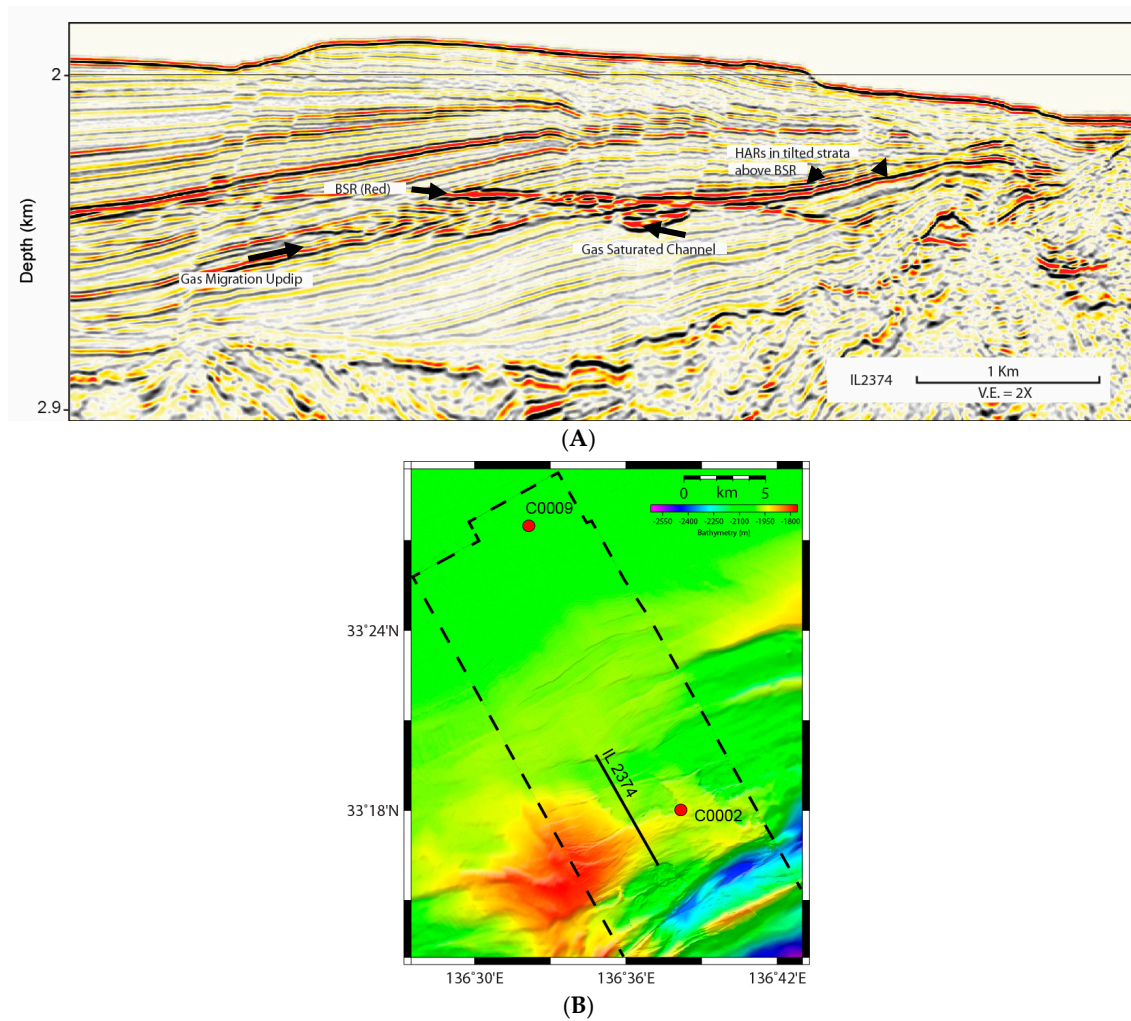 2
Depth (km)
2.9
HARs in tilted strata
above BSR
BSR (Red)
Gas Saturated Channel
Gas Migration Updip
IL2374
1 Km
V.E. = 2X
(A)
C0009
0 km 5
-2550 -2400 -2250 -2100 -1950 -1800
Bathymetry (m)
33°24'N
IL 2374
33°18'N
C0002
136°30'E 136°36'E 136°42'E
(B)